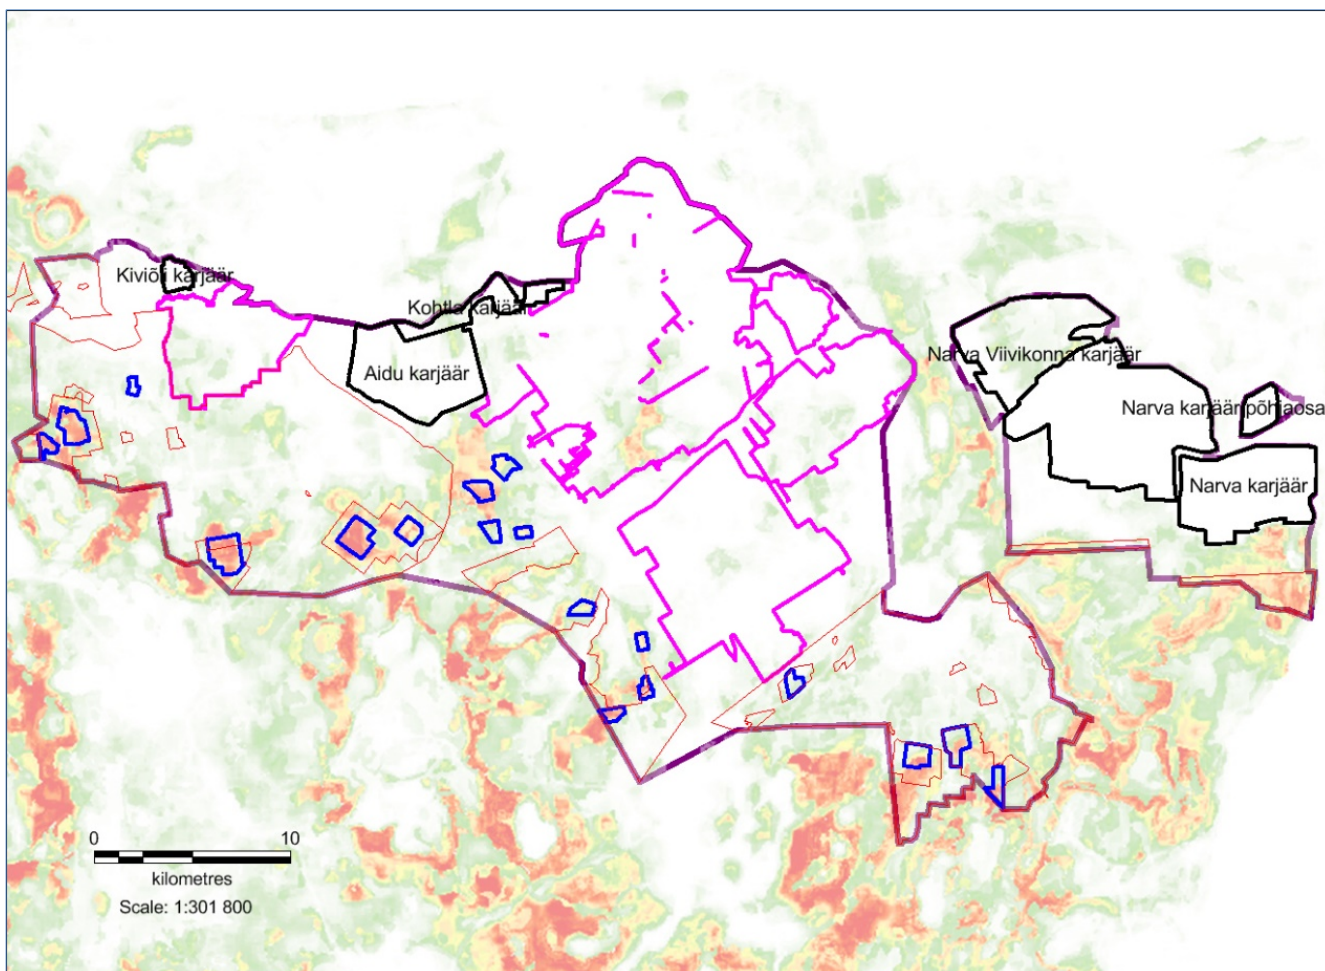 Kiviõli karjäär
Kohtla karjäär
Aidu karjäär
Narva Viivikonna karjäär
Narva karjääri põhjaosa
Narva karjäär
0 10
kilometres
Scale: 1:301 800